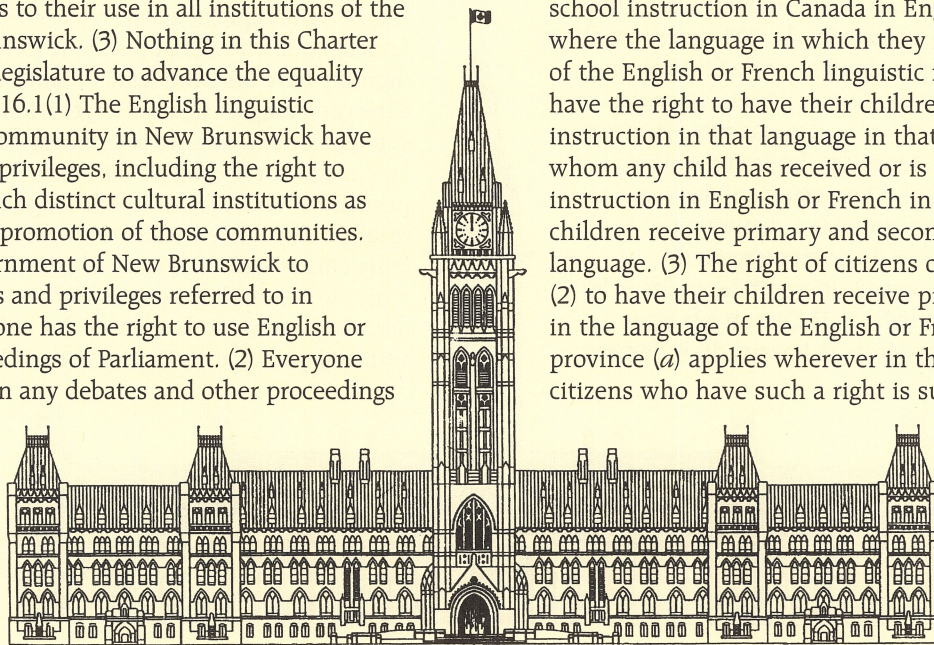 s to their use in all institutions of the
nswick. (3) Nothing in this Charter
egislature to advance the equality
16.1(1) The English linguistic
ommunity in New Brunswick have
privileges, including the right to
ch distinct cultural institutions as
promotion of those communities.
rnment of New Brunswick to
s and privileges referred to in
one has the right to use English or
edings of Parliament. (2) Everyone
n any debates and other proceedings
school instruction in Canada in En
where the language in which they
of the English or French linguistic
have the right to have their childre
instruction in that language in that
whom any child has received or is
instruction in English or French in
children receive primary and secon
language. (3) The right of citizens
(2) to have their children receive p
in the language of the English or F
province (a) applies wherever in th
citizens who have such a right is su